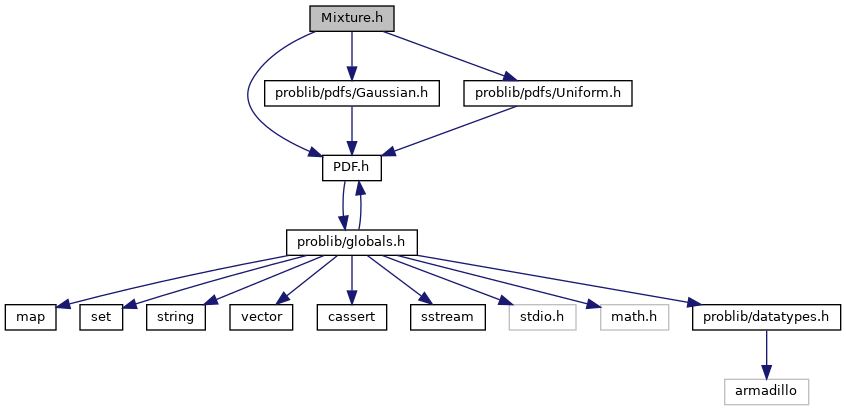 Mixture.h
problib/pdfs/Gaussian.h
problib/pdfs/Uniform.h
PDF.h
problib/globals.h
map
set
string
vector
cassert
sstream
stdio.h
math.h
problib/datatypes.h
armadillo